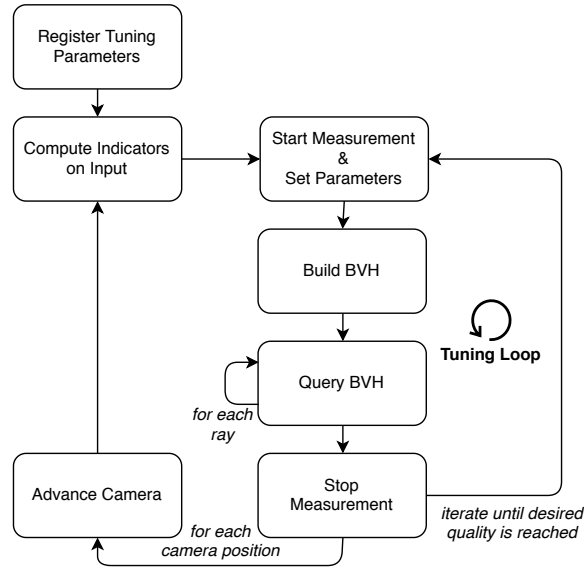 Register Tuning
Parameters
Compute Indicators
on Input
Start Measurement
&
Set Parameters
Build BVH
Tuning Loop
Query BVH
for each
ray
Advance Camera
Stop
Measurement
iterate until desired
quality is reached
for each
camera position